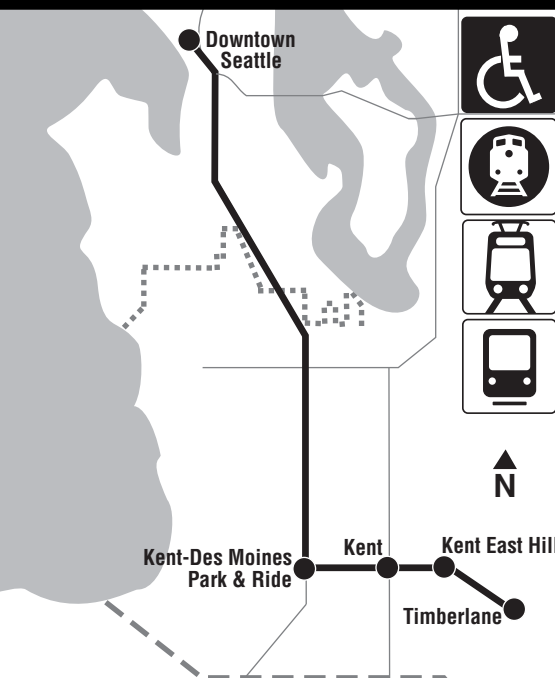 Downtown
Seattle
N
Kent-Des Moines
Park & Ride
Kent
Kent East Hill
Timberlane